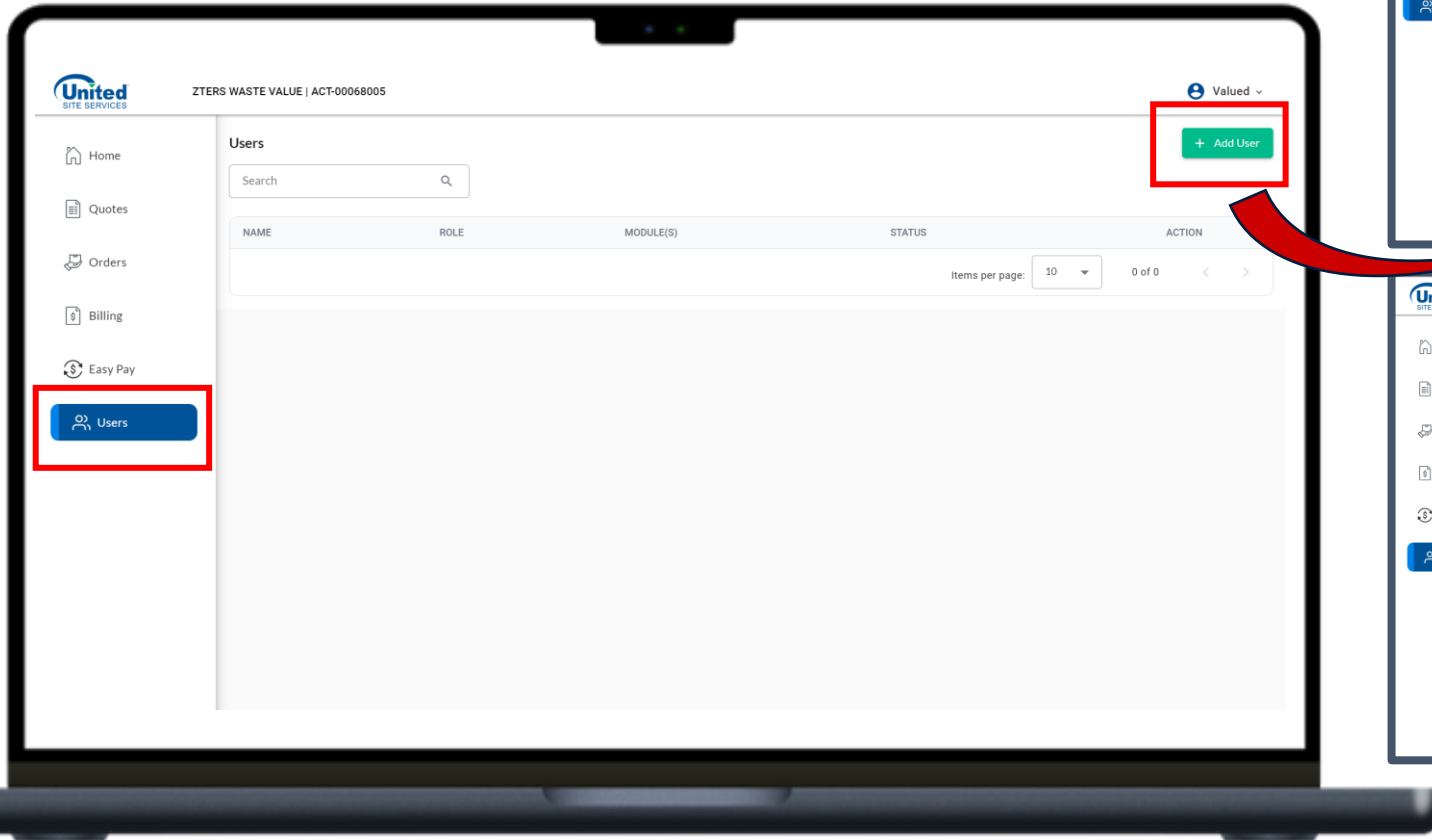 United
SITE SERVICES
ZTERS WASTE VALUE | ACT-00068005
Valued
Home
Quotes
Orders
Billing
Easy Pay
Users
Users
+ Add User
Search
NAME ROLE MODULE(S) STATUS ACTION
Items per page: 10 0 of 0